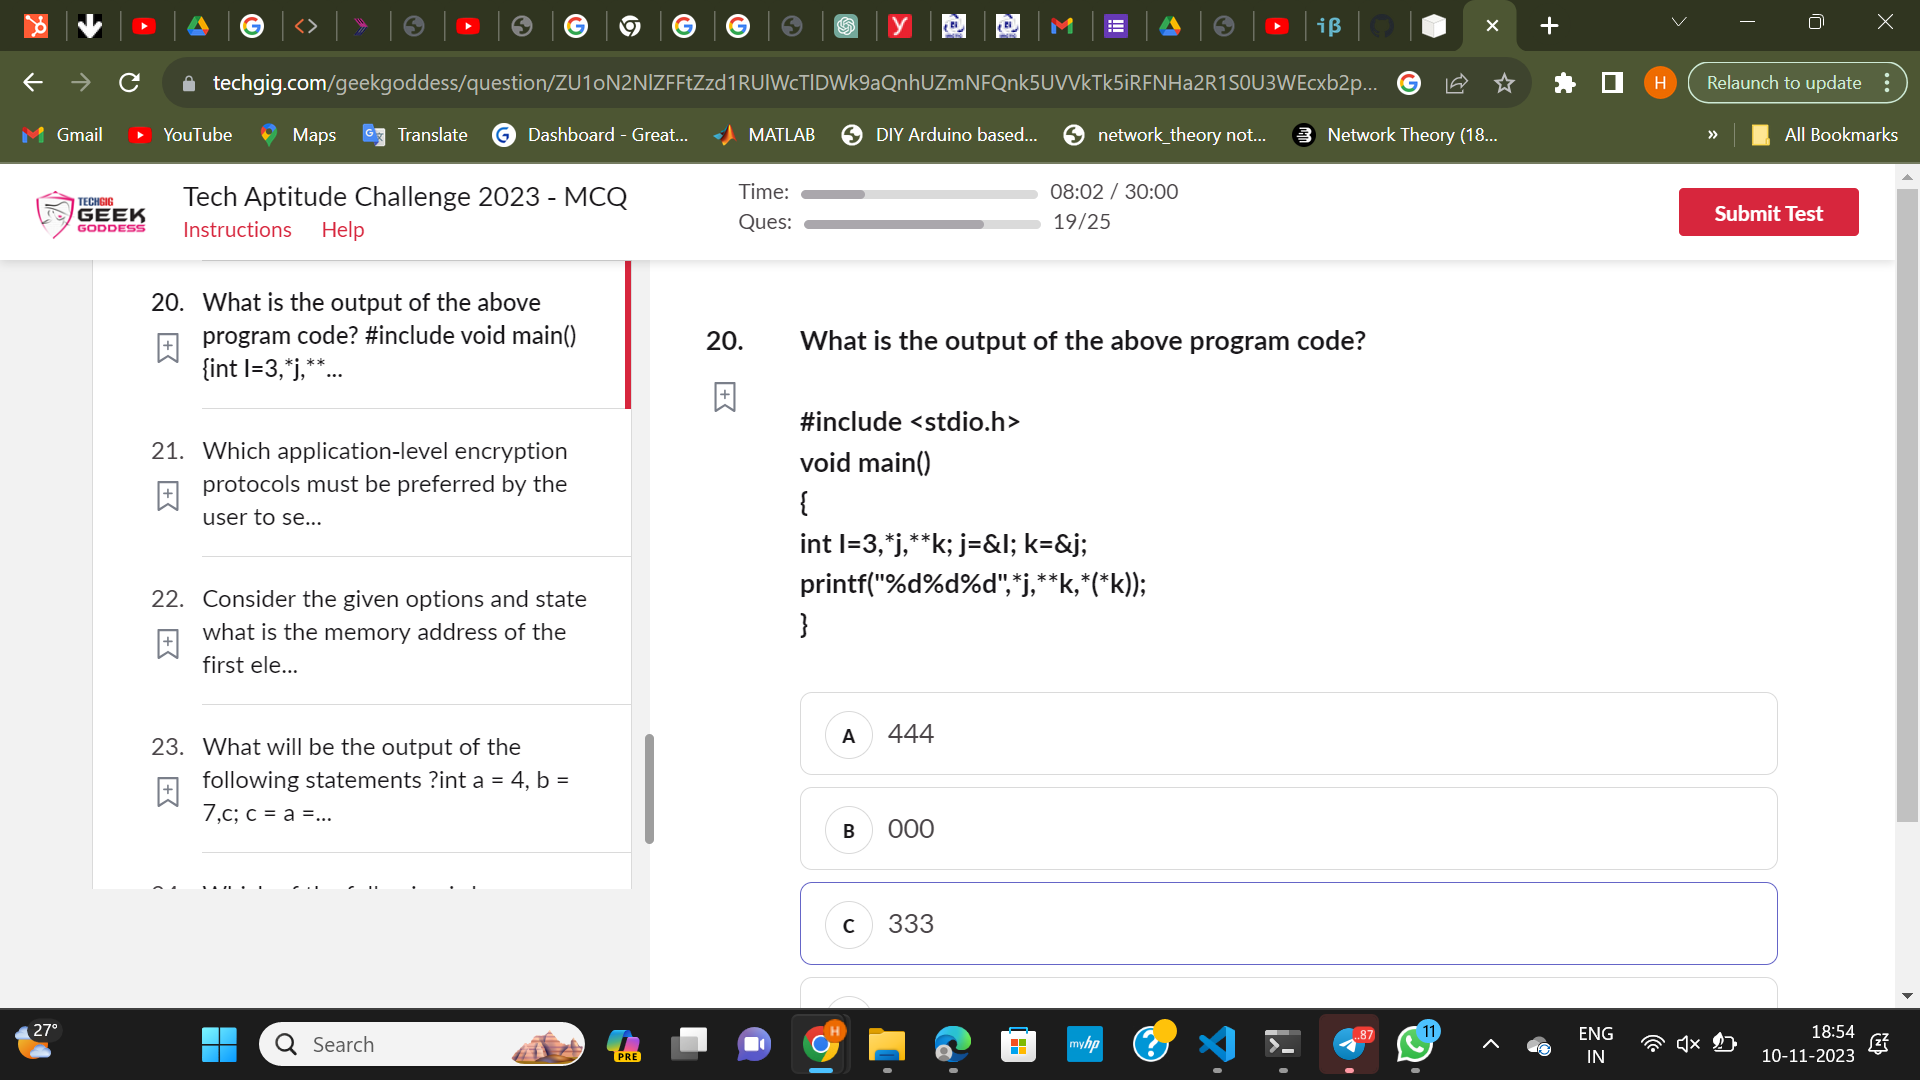 techgig.com/geekgoddess/question/ZU1oN2NlZFFtZzd1RUlWcTlDWk9aQnhUZmNFQnk5UVVkTk5iRFNHa2R1S0U3WEcxb2p...
H
Relaunch to update
Gmail
YouTube
Maps
Translate
Dashboard - Great...
MATLAB
DIY Arduino based...
network_theory not...
Network Theory (18...
»
All Bookmarks
TECHGIG
GEEK
GODDESS
Tech Aptitude Challenge 2023 - MCQ
Instructions Help
Time: 08:02 / 30:00
Ques: 19/25
Submit Test
20. What is the output of the above
program code? #include void main()
{int I=3,*j,**...
21. Which application-level encryption
protocols must be preferred by the
user to se...
22. Consider the given options and state
what is the memory address of the
first ele...
23. What will be the output of the
following statements ?int a = 4, b =
7,c; c = a =...
20. What is the output of the above program code?
#include <stdio.h>
void main()
{
int I=3,*j,**k; j=&I; k=&j;
printf("%d%d%d",*j,**k,*(*k));
}
A 444
B 000
C 333
27°
Search
PRE
H
myhp
?
.87
11
ENG
IN
18:54
10-11-2023